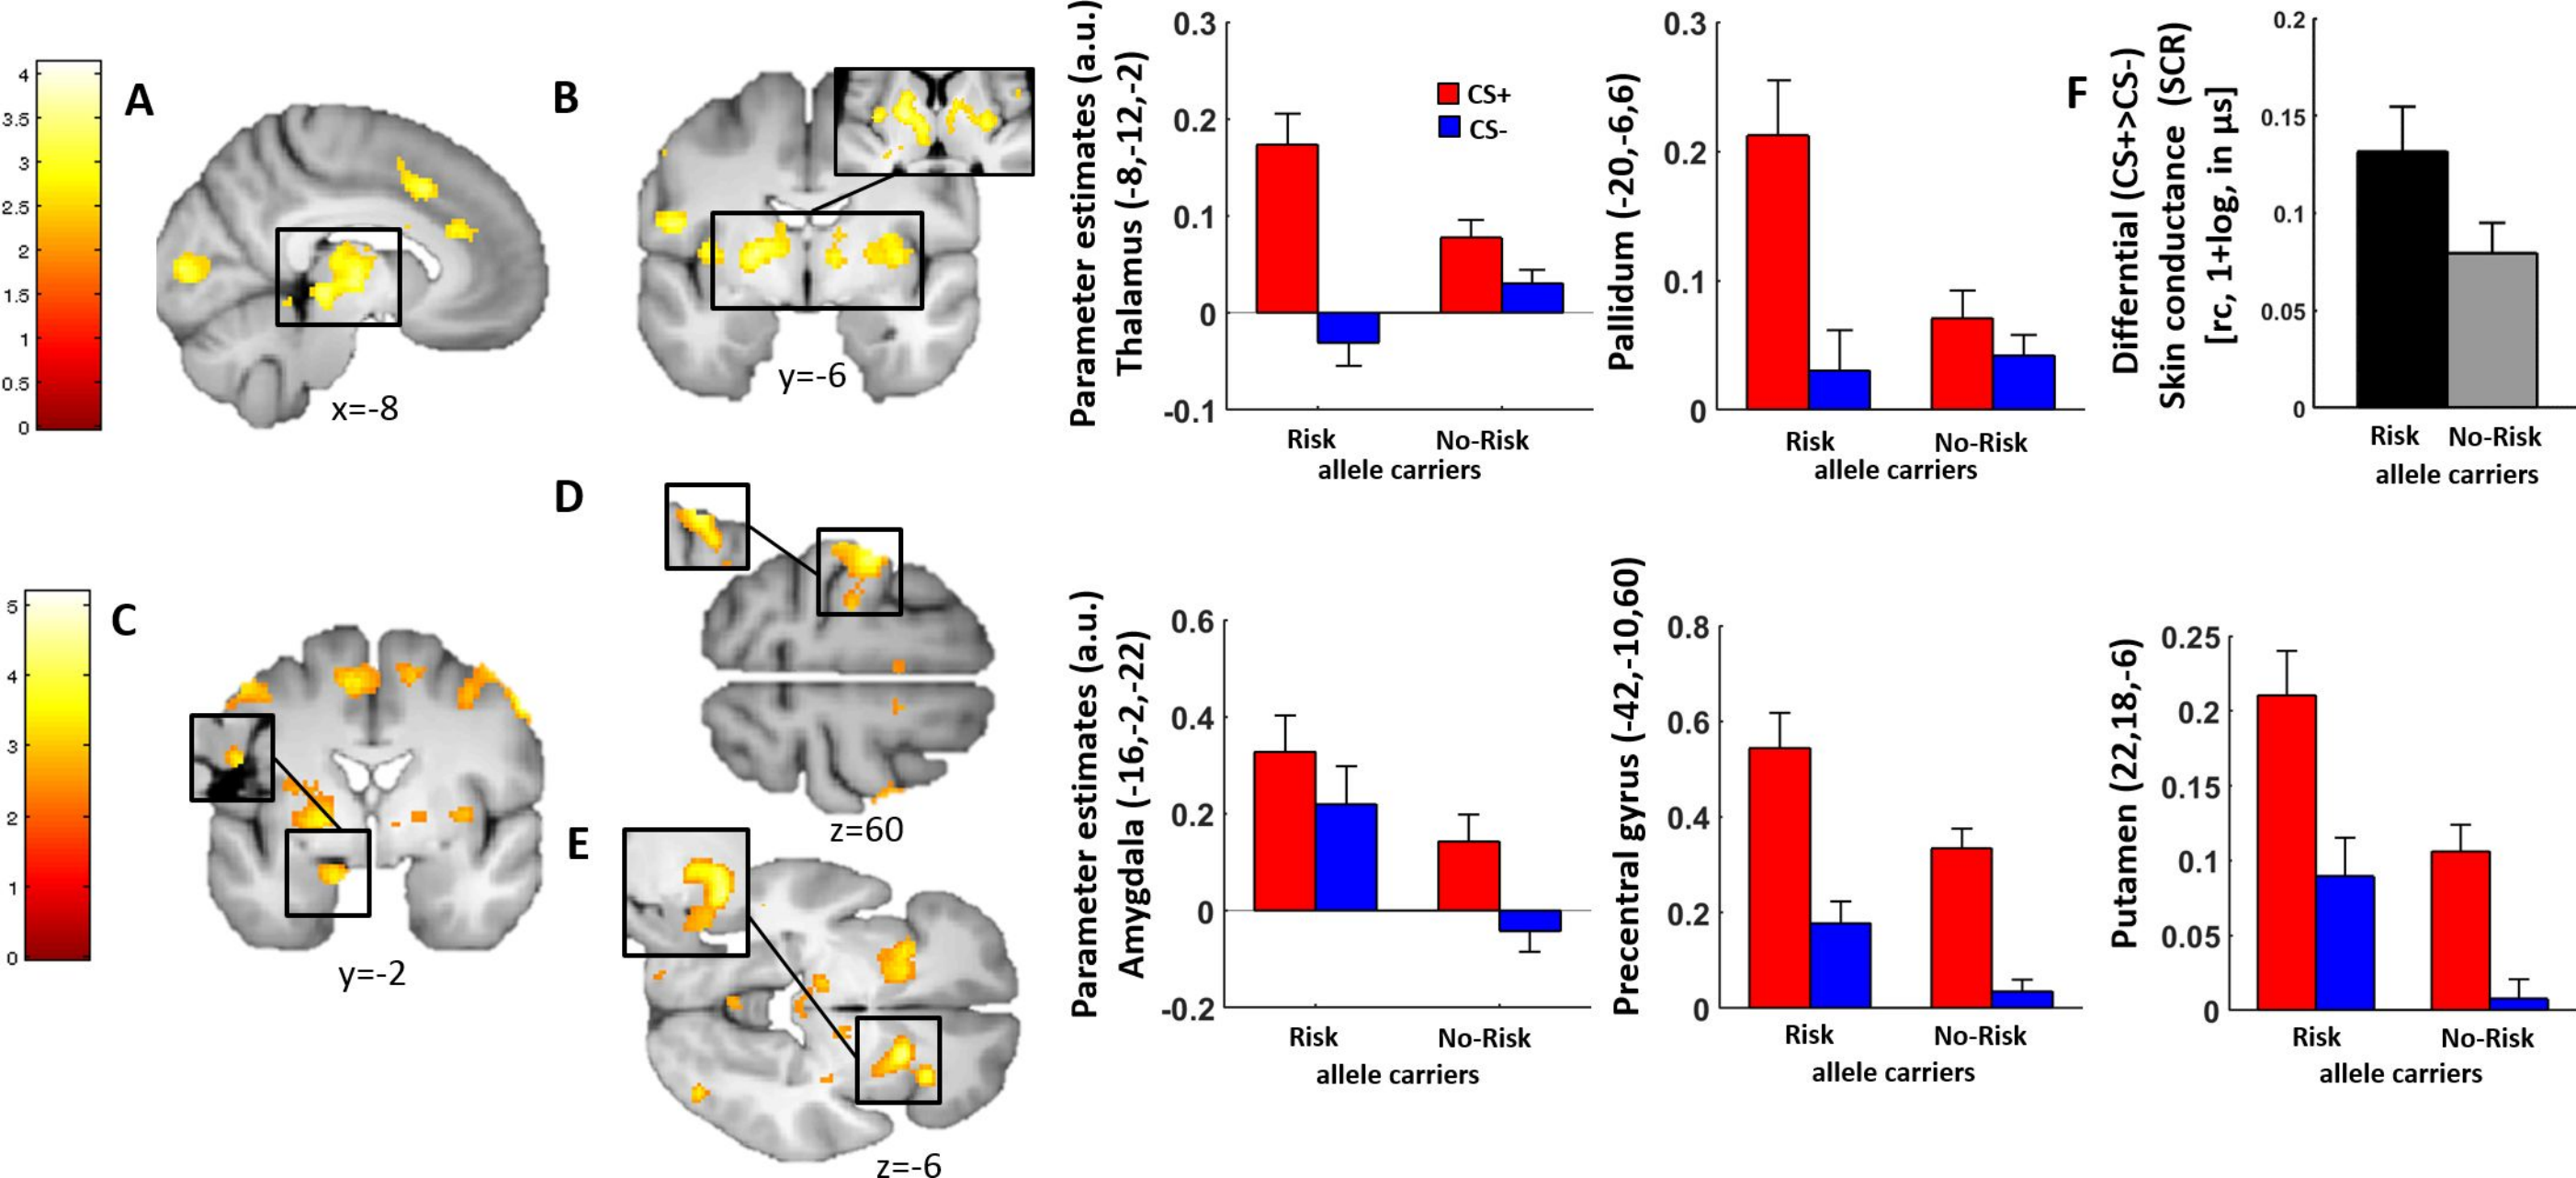 A
4
3.5
3
2.5
2
1.5
1
0.5
0
x=-8
B
y=-6
Parameter estimates (a.u.)
Thalamus (-8,-12,-2)
0.3
0.2
0.1
0
-0.1
CS+
CS-
Risk
No-Risk
allele carriers
Pallidum (-20,-6,6)
0.3
0.2
0.1
0
Risk
No-Risk
allele carriers
F
Differntial (CS+>CS-)
Skin conductance (SCR)
[rc, 1+log, in µs]
0.2
0.15
0.1
0.05
0
Risk
No-Risk
allele carriers
C
5
4
3
2
1
0
y=-2
D
z=60
E
z=-6
Parameter estimates (a.u.)
Amygdala (-16,-2,-22)
0.6
0.4
0.2
0
-0.2
Risk
No-Risk
allele carriers
Precentral gyrus (-42,-10,60)
0.8
0.6
0.4
0.2
0
Risk
No-Risk
allele carriers
Putamen (22,18,-6)
0.25
0.2
0.15
0.1
0.05
0
Risk
No-Risk
allele carriers